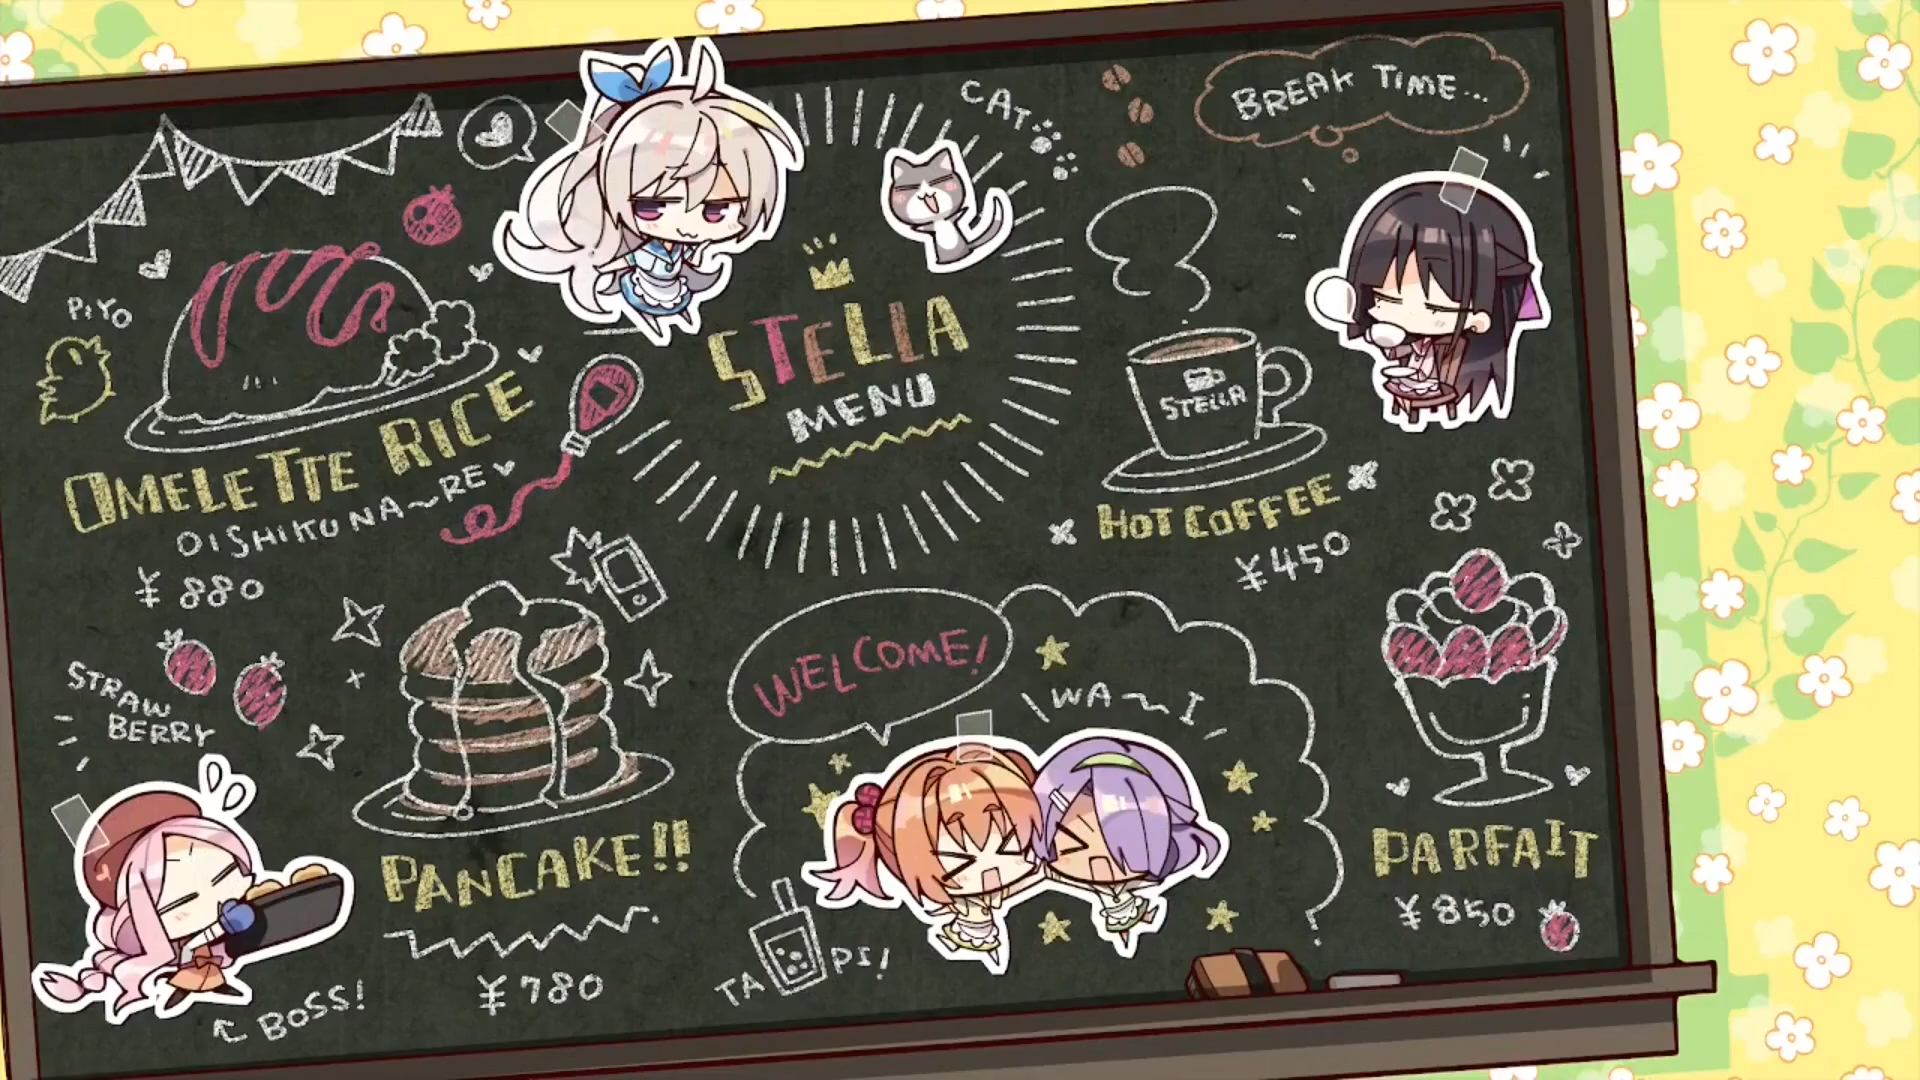 CAT
BREAK TIME...
PiYO
STELLA
MENU
STELLA
OMELETTE RICE
OISHIKUNA~RE♥
¥880
HOT COFFEE
¥450
STRAW
BERRY
WELCOME!
\WA~I
PANCAKE!!
¥780
BOSS!
TA PI!
PARFAIT
¥850